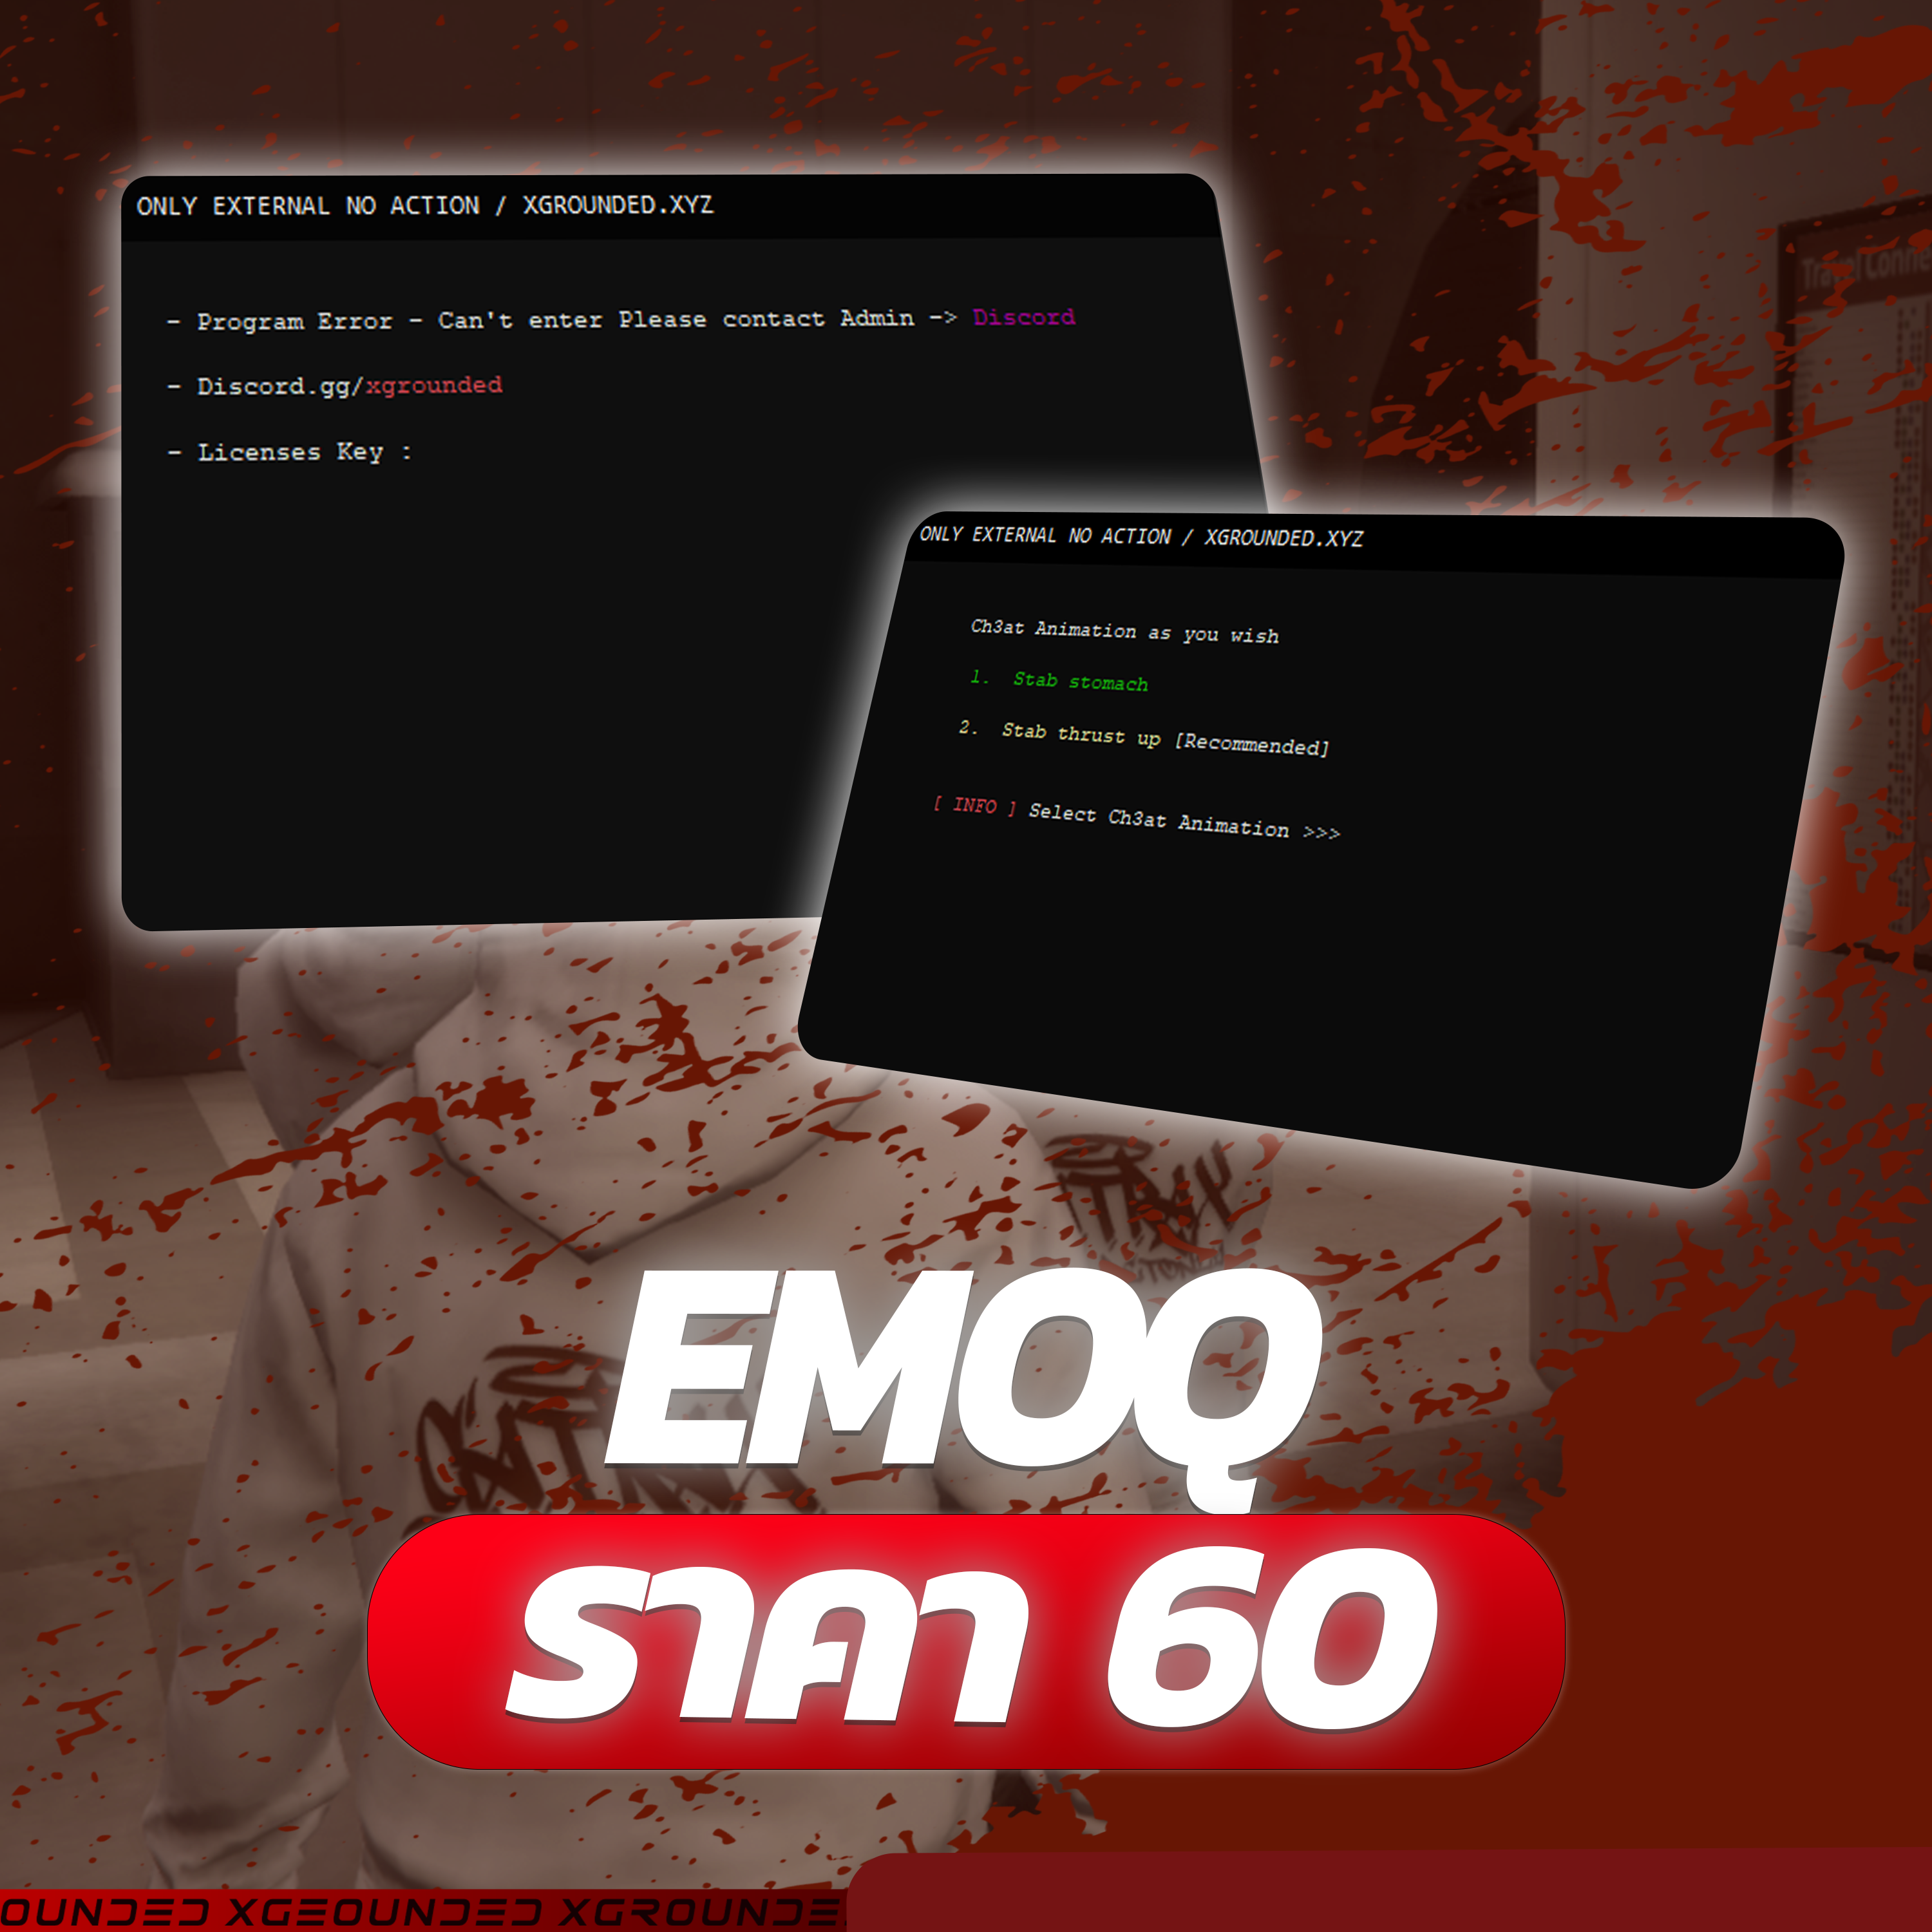 ONLY EXTERNAL NO ACTION / XGROUNDED.XYZ
- Program Error - Can't enter Please contact Admin -> Discord
- Discord.gg/xgrounded
- Licenses Key :
ONLY EXTERNAL NO ACTION / XGROUNDED.XYZ
Ch3at Animation as you wish
1. Stab stomach
2. Stab thrust up [Recommended]
[ INFO ] Select Ch3at Animation >>>
EMOQ
ราคา 60
OUNDED XGEOUNDED XGROUNDE